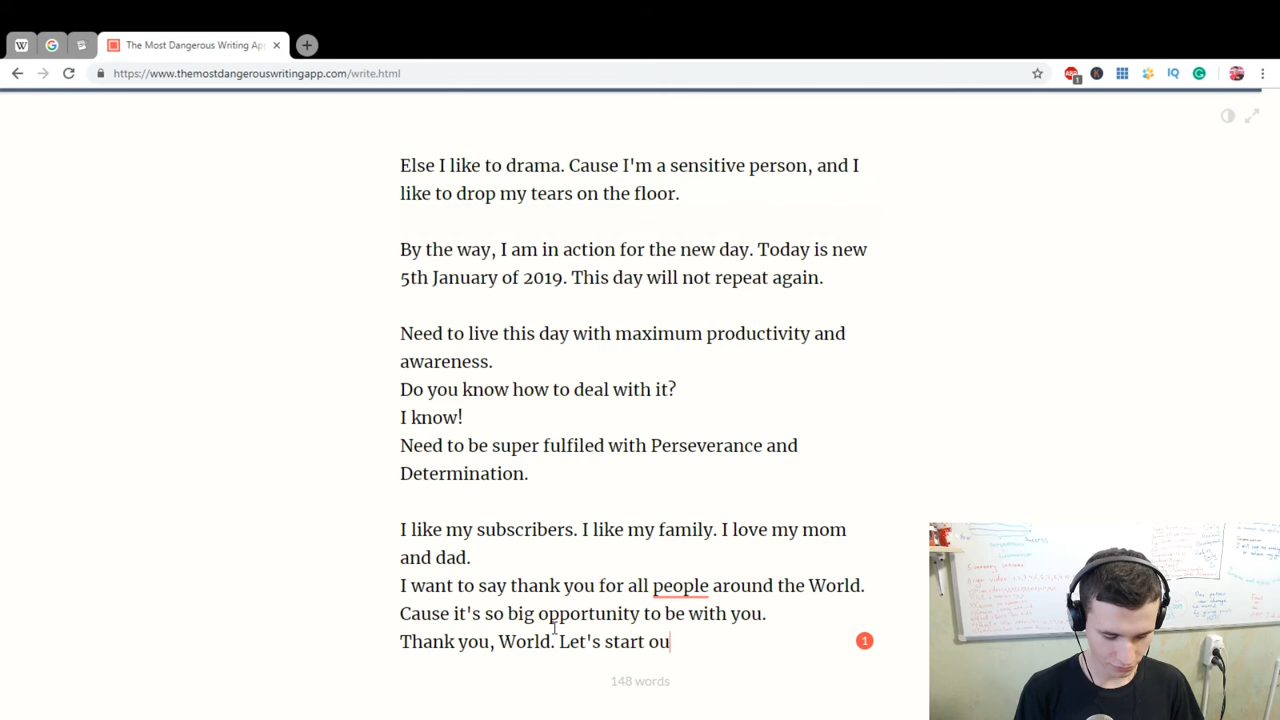 The Most Dangerous Writing Ap
https://www.themostdangerouswritingapp.com/write.html
Else I like to drama. Cause I'm a sensitive person, and I
like to drop my tears on the floor.
By the way, I am in action for the new day. Today is new
5th January of 2019. This day will not repeat again.
Need to live this day with maximum productivity and
awareness.
Do you know how to deal with it?
I know!
Need to be super fulfiled with Perseverance and
Determination.
I like my subscribers. I like my family. I love my mom
and dad.
I want to say thank you for all people around the World.
Cause it's so big opportunity to be with you.
Thank you, World. Let's start ou
1
148 words